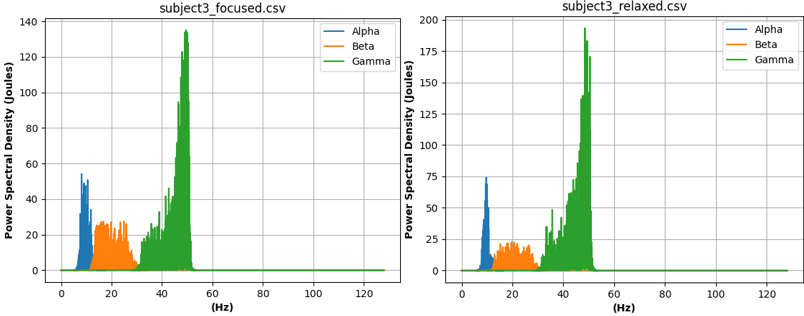 subject3_focused.csv
Power Spectral Density (Joules)
140
120
100
80
60
40
20
0
Alpha
Beta
Gamma
0 20 40 60 80 100 120
(Hz)
subject3_relaxed.csv
Power Spectral Density (Joules)
200
175
150
125
100
75
50
25
0
Alpha
Beta
Gamma
0 20 40 60 80 100 120
(Hz)